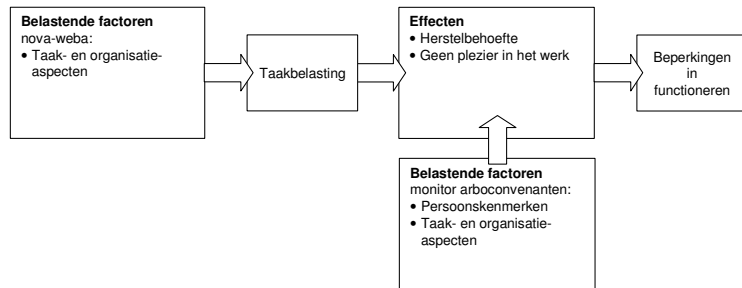 Belastende factoren
nova-weba:
• Taak- en organisatie-
aspecten
Taakbelasting
Effecten
• Herstelbehoefte
• Geen plezier in het werk
Beperkingen
in
functioneren
Belastende factoren
monitor arboconvenanten:
• Persoonskenmerken
• Taak- en organisatie-
aspecten